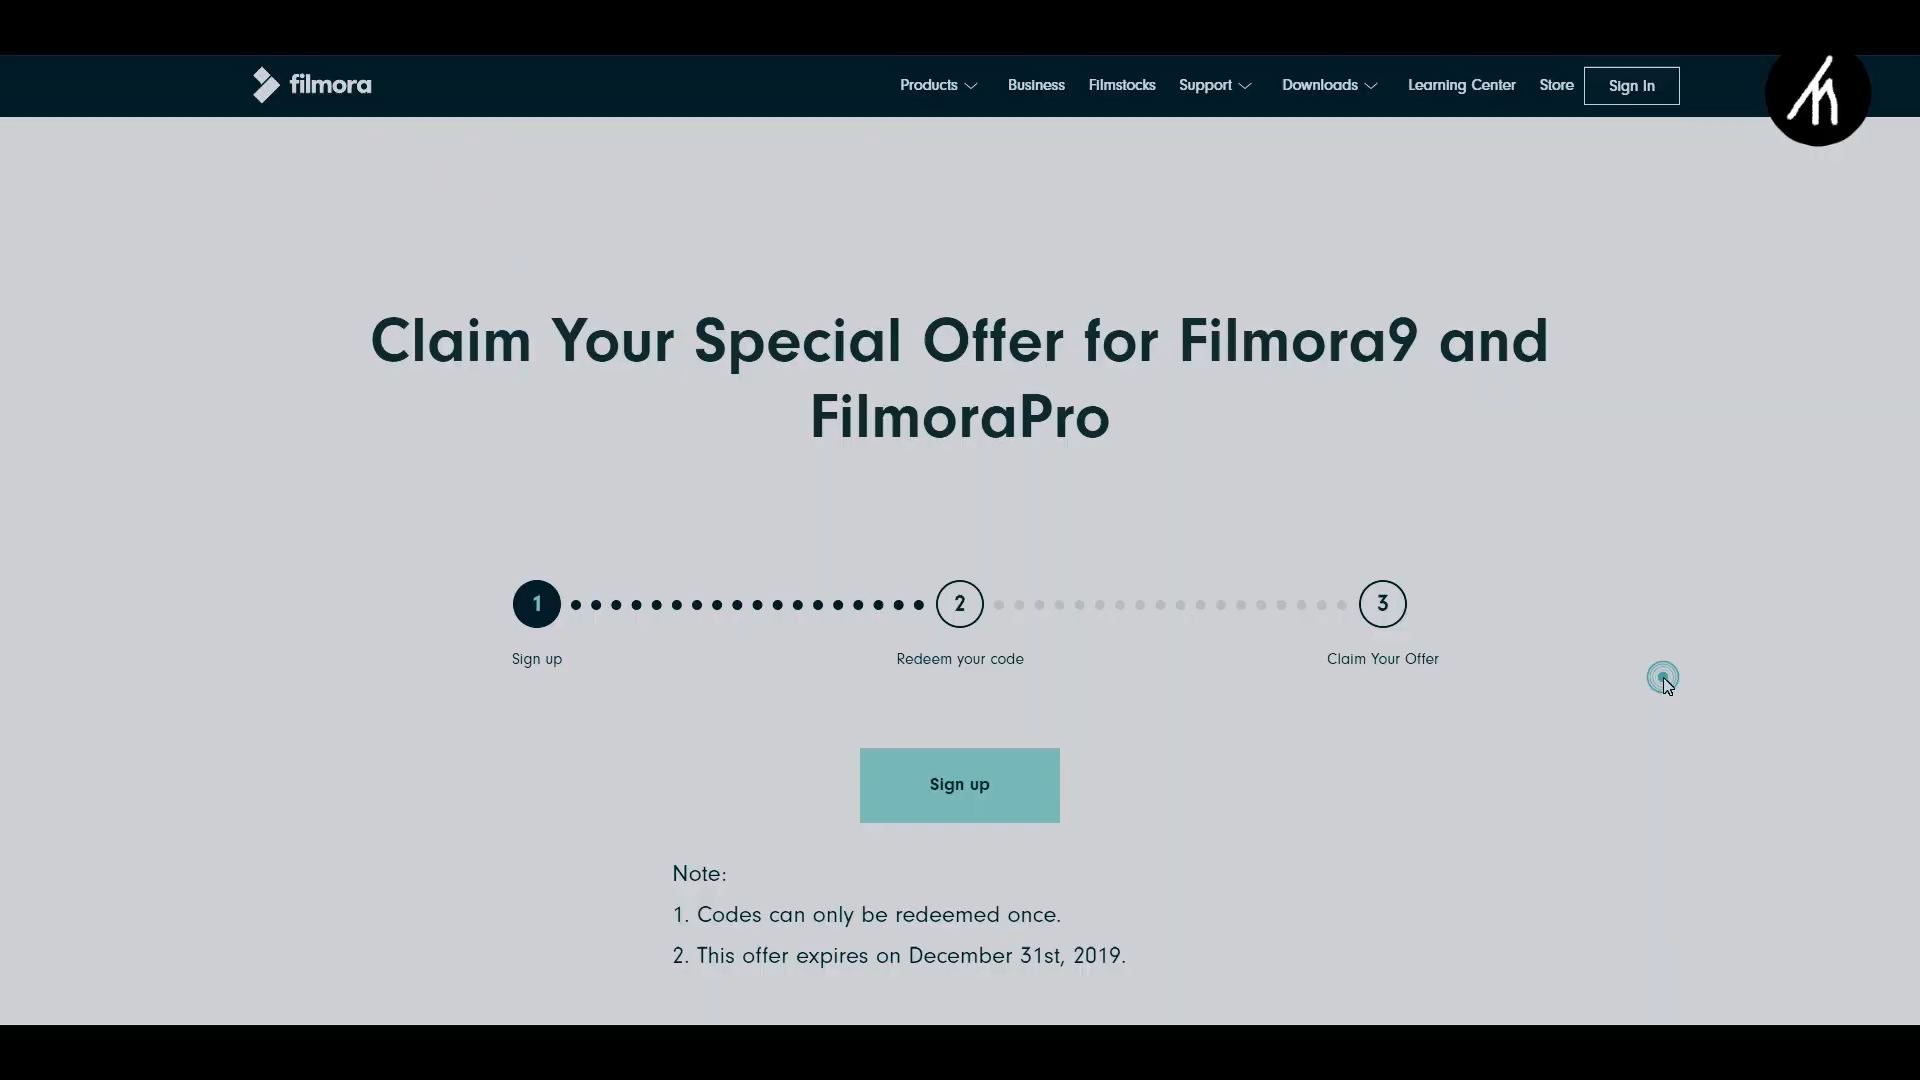 filmora
Products Business Filmstocks Support Downloads Learning Center Store Sign In
Claim Your Special Offer for Filmora9 and
FilmoraPro
1 2 3
Sign up Redeem your code Claim Your Offer
Sign up
Note:
1. Codes can only be redeemed once.
2. This offer expires on December 31st, 2019.